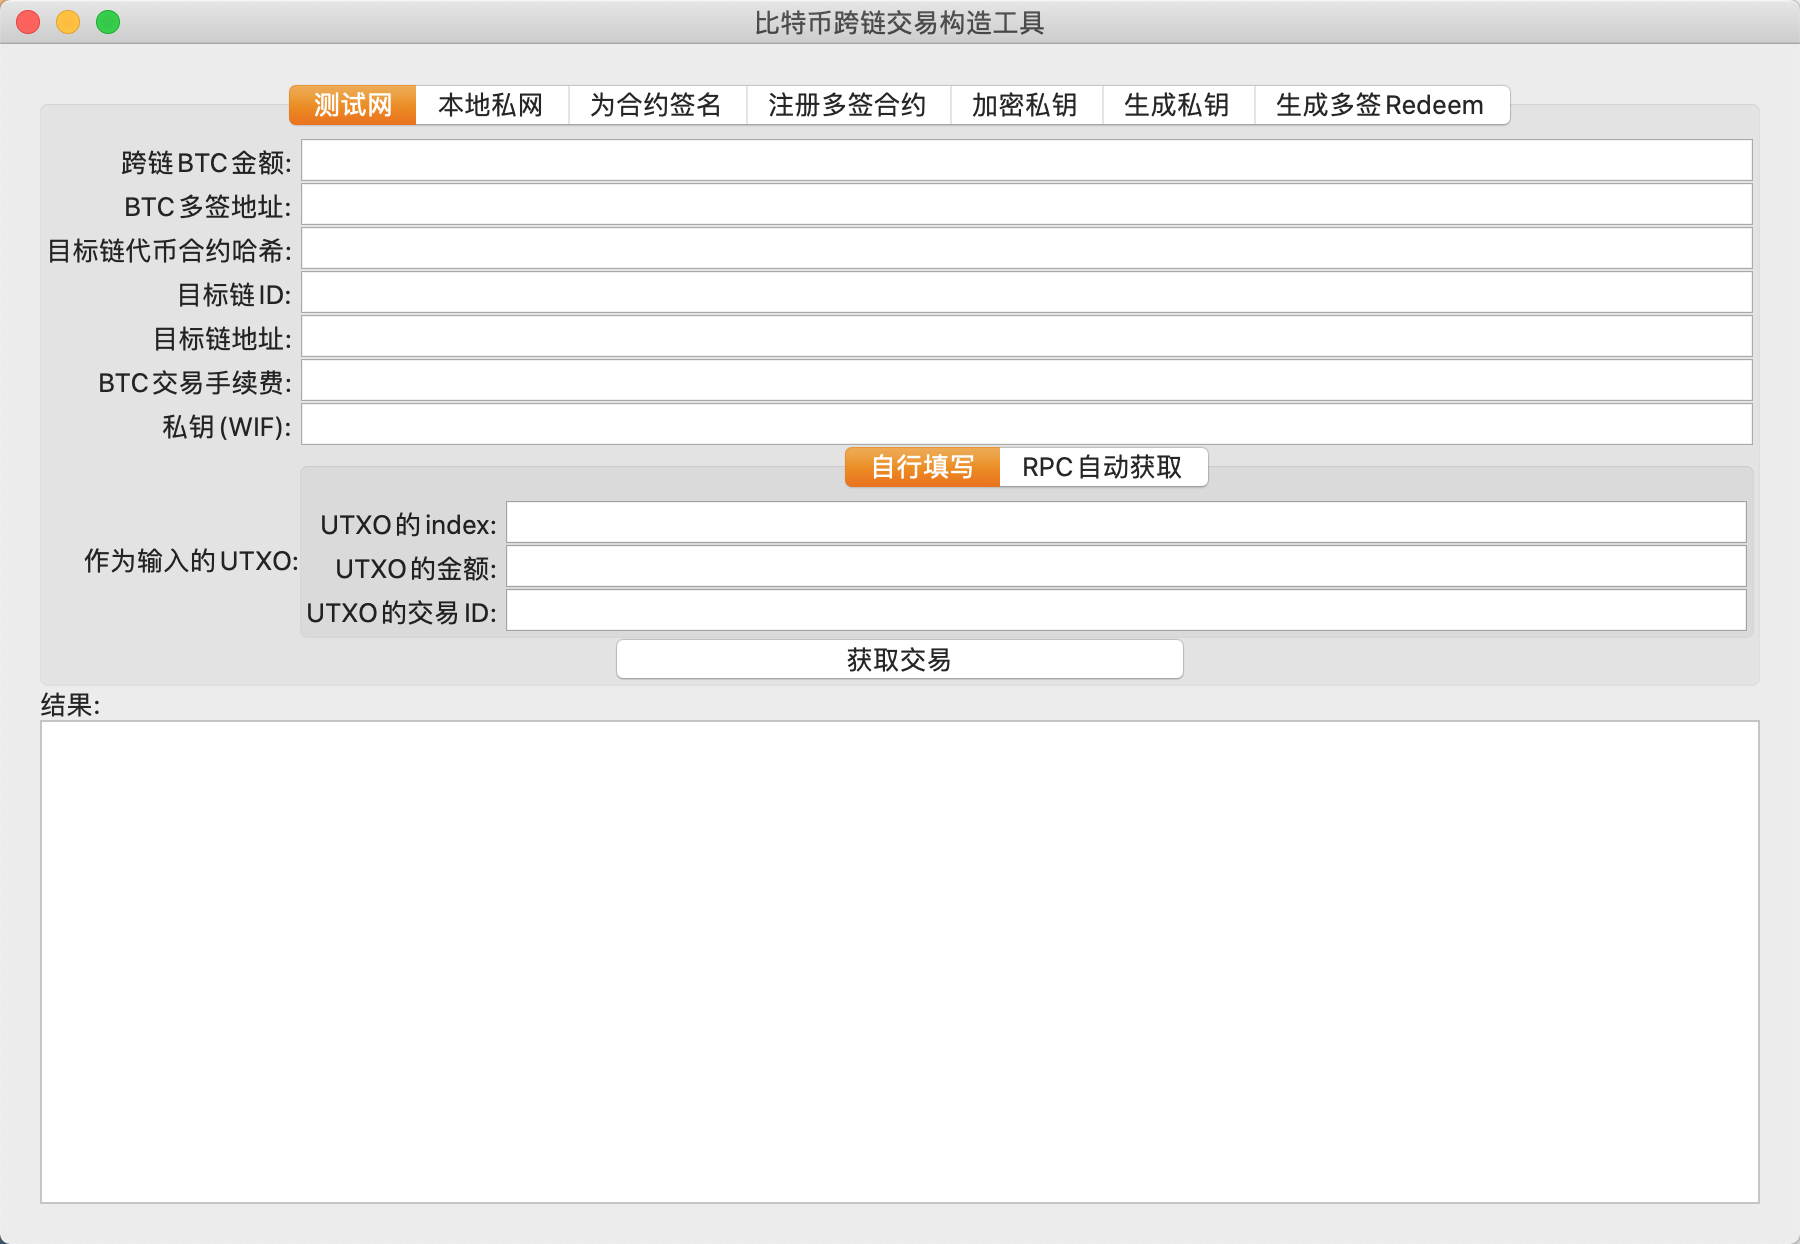 比特币跨链交易构造工具
测试网 本地私网 为合约签名 注册多签合约 加密私钥 生成私钥 生成多签Redeem
跨链BTC金额:
BTC多签地址:
目标链代币合约哈希:
目标链ID:
目标链地址:
BTC交易手续费:
私钥(WIF):
自行填写 RPC自动获取
作为输入的UTXO:
UTXO的index:
UTXO的金额:
UTXO的交易ID:
获取交易
结果: